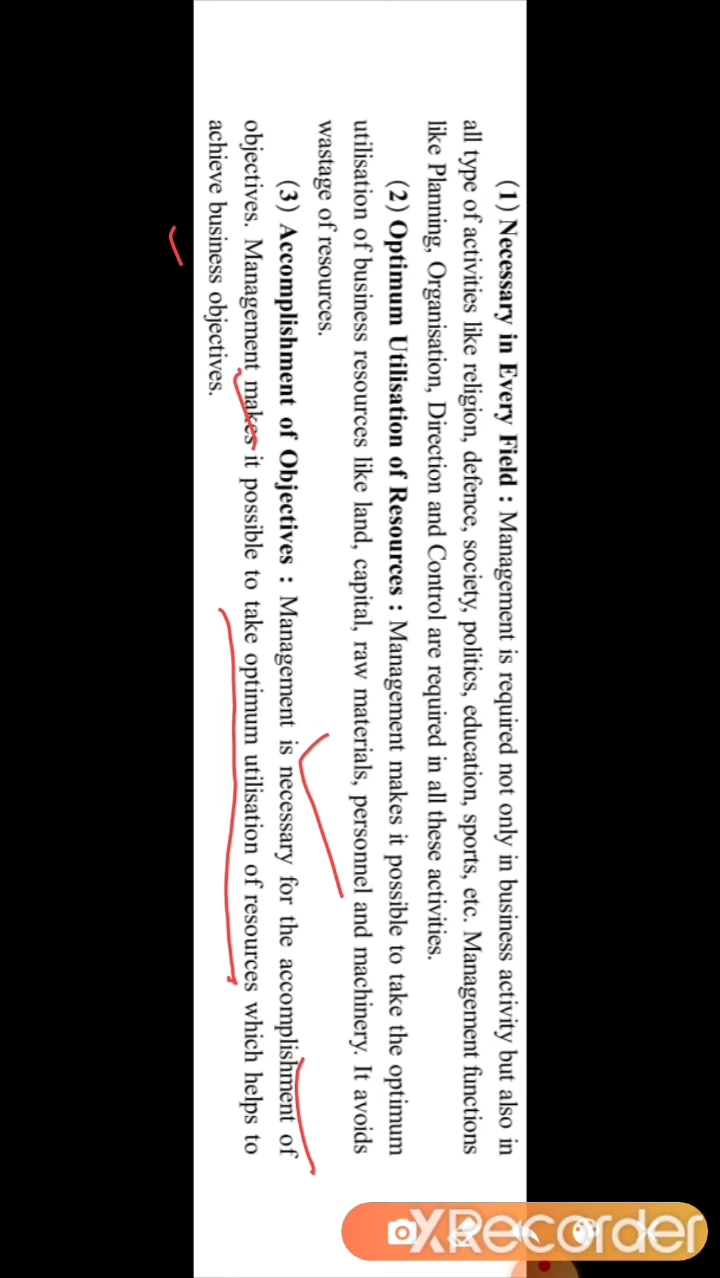 (1) Necessary in Every Field : Management is required not only in business activity but also in
all type of activities like religion, defence, society, politics, education, sports, etc. Management functions
like Planning, Organisation, Direction and Control are required in all these activities.
(2) Optimum Utilisation of Resources : Management makes it possible to take the optimum
utilisation of business resources like land, capital, raw materials, personnel and machinery. It avoids
wastage of resources.
(3) Accomplishment of Objectives : Management is necessary for the accomplishment of
objectives. Management makes it possible to take optimum utilisation of resources which helps to
achieve business objectives.
XRecorder